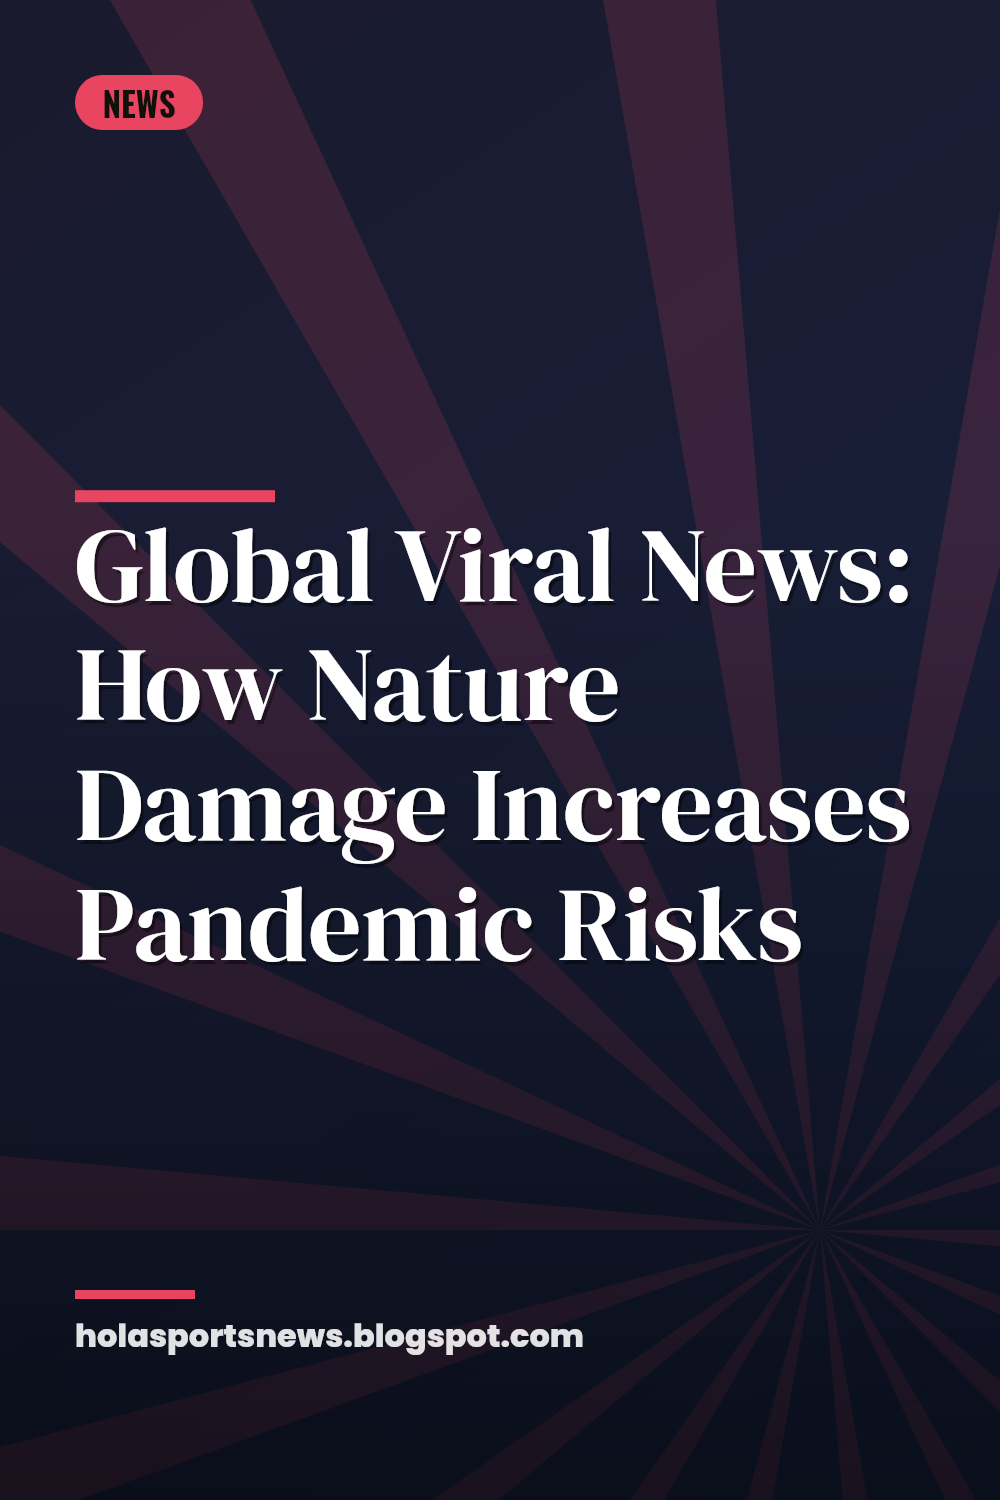 NEWS
Global Viral News:
How Nature
Damage Increases
Pandemic Risks
holasportsnews.blogspot.com